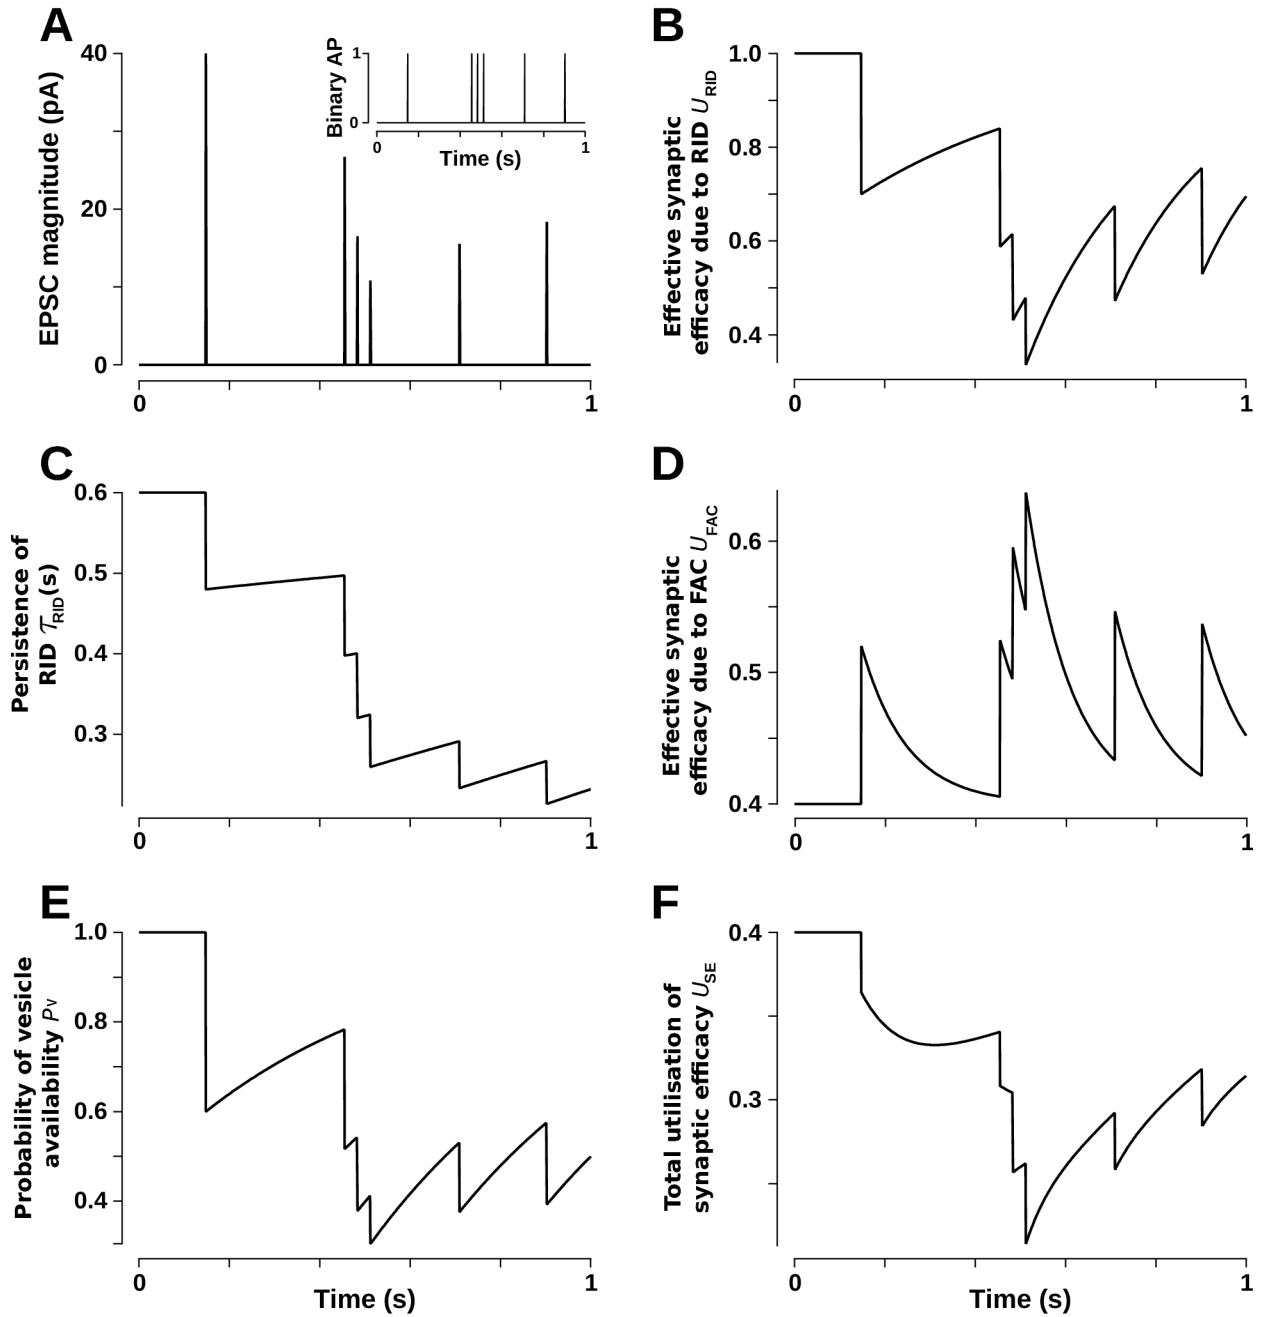 A
EPSC magnitude (pA)
40
20
0
0
1
Binary AP
1
0
0
1
Time (s)
B
Effective synaptic
efficacy due to RID U_RID
1.0
0.8
0.6
0.4
0
1
C
Persistence of
RID 𝒯_RID(s)
0.6
0.5
0.4
0.3
0
1
D
Effective synaptic
efficacy due to FAC U_FAC
0.6
0.5
0.4
0
1
E
Probability of vesicle
availability Pv
1.0
0.8
0.6
0.4
0
1
Time (s)
F
Total utilisation of
synaptic efficacy U_SE
0.4
0.3
0
1
Time (s)